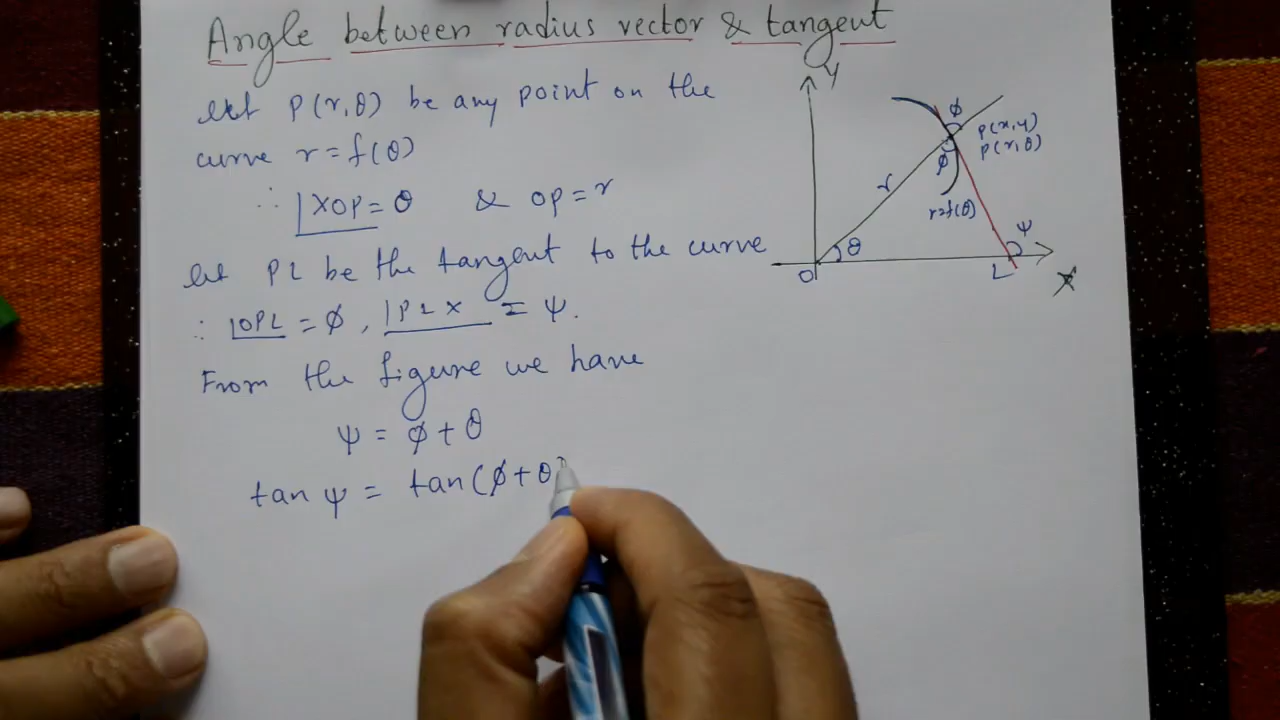 Angle between radius vector & tangent
let P(r,θ) be any point on the
curve r = f(θ)
∴ |XOP = θ & OP = r
let PL be the tangent to the curve
∴ |OPL = ϕ, |PLX = ψ.
From the figure we have
ψ = ϕ + θ
tan ψ = tan(ϕ+θ)
Y
ϕ
P(x,y)
P(r,θ)
ϕ
r
r=f(θ)
ψ
θ
O
L
X